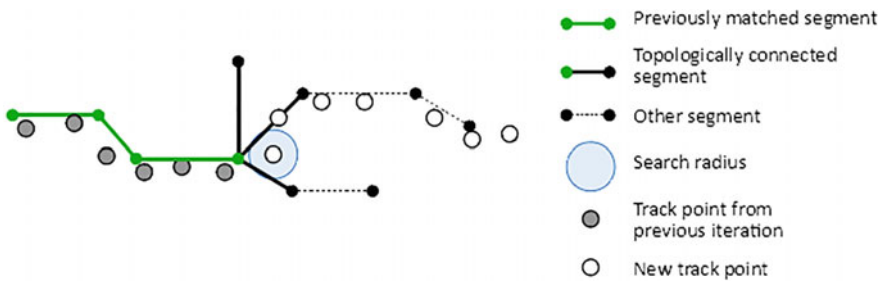 Previously matched segment
Topologically connected
segment
Other segment
Search radius
Track point from
previous iteration
New track point